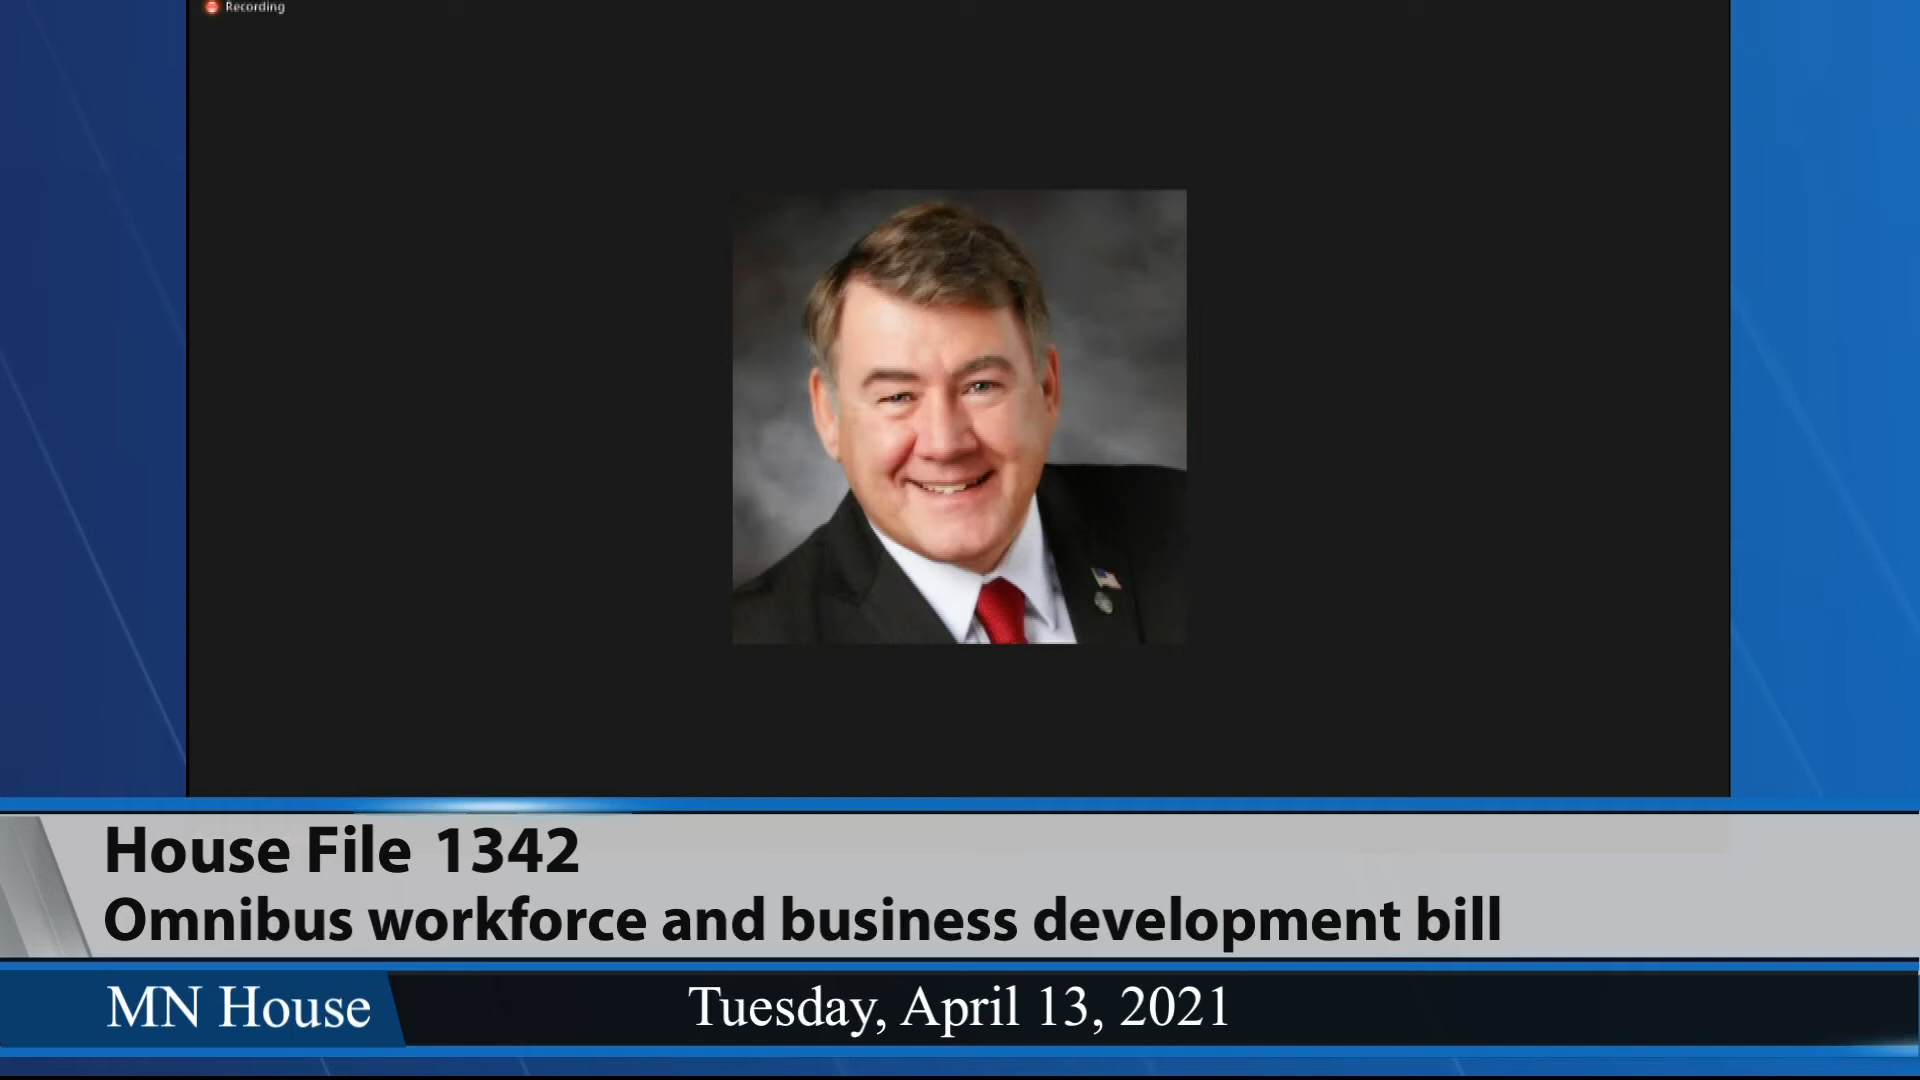 Recording
House File 1342
Omnibus workforce and business development bill
MN House
Tuesday, April 13, 2021